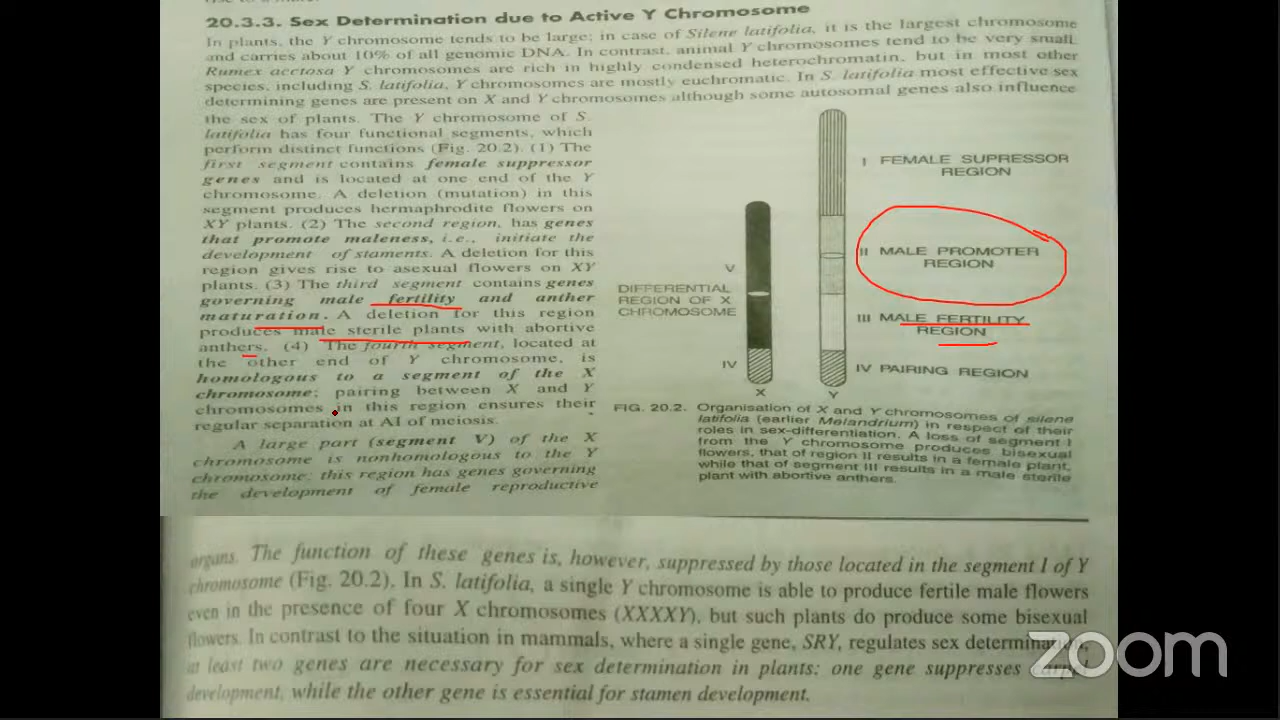 20.3.3. Sex Determination due to Active Y Chromosome
In plants, the Y chromosome tends to be large; in case of Silene latifolia, it is the largest chromosome
and carries about 10% of all genomic DNA. In contrast, animal Y chromosomes tend to be very small.
Rumex acctosa Y chromosomes are rich in highly condensed heterochromatin, but in most other
species, including S. latifolia, Y chromosomes are mostly euchromatic. In S. latifolia most effective sex
determining genes are present on X and Y chromosomes although some autosomal genes also influence
the sex of plants. The Y chromosome of S.
latifolia has four functional segments, which
perform distinct functions (Fig. 20.2). (1) The
first segment contains female suppressor
genes and is located at one end of the Y
chromosome. A deletion (mutation) in this
segment produces hermaphrodite flowers on
XY plants. (2) The second region, has genes
that promote maleness, i.e., initiate the
development of staments. A deletion for this
region gives rise to asexual flowers on XY
plants. (3) The third segment contains genes
governing male fertility and anther
maturation. A deletion for this region
produces male sterile plants with abortive
anthers. (4) The fourth segment, located at
the other end of Y chromosome, is
homologous to a segment of the X
chromosome; pairing between X and Y
chromosomes in this region ensures their
regular separation at AI of meiosis.
A large part (segment V) of the X
chromosome is nonhomologous to the Y
chromosome; this region has genes governing
the development of female reproductive
I FEMALE SUPRESSOR
REGION
II MALE PROMOTER
REGION
V
DIFFERENTIAL
REGION OF X
CHROMOSOME
III MALE FERTILITY
REGION
IV
IV PAIRING REGION
X
Y
FIG. 20.2. Organisation of X and Y chromosomes of silene
latifolia (earlier Melandrium) in respect of their
roles in sex-differentiation. A loss of segment I
from the Y chromosome produces bisexual
flowers, that of region II results in a female plant,
while that of segment III results in a male sterile
plant with abortive anthers.
organs. The function of these genes is, however, suppressed by those located in the segment I of Y
chromosome (Fig. 20.2). In S. latifolia, a single Y chromosome is able to produce fertile male flowers
even in the presence of four X chromosomes (XXXXY), but such plants do produce some bisexual
flowers. In contrast to the situation in mammals, where a single gene, SRY, regulates sex determination,
at least two genes are necessary for sex determination in plants: one gene suppresses carpel
development, while the other gene is essential for stamen development.
zoom